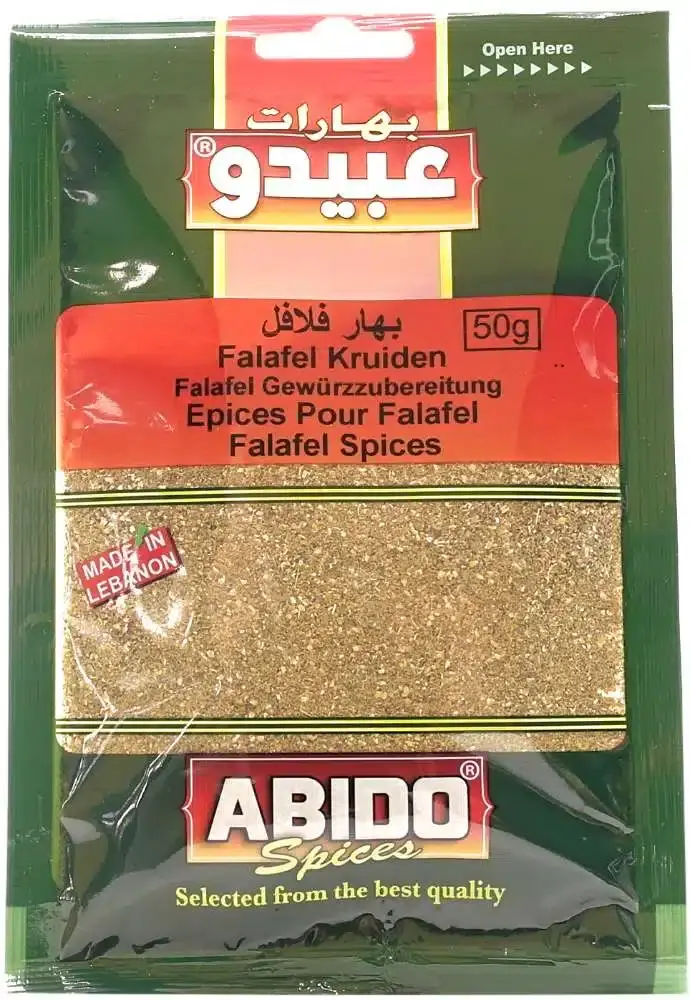 Open Here
بهارات
عبيدو®
بهار فلافل
50g
Falafel Kruiden
Falafel Gewürzzubereitung
Epices Pour Falafel
Falafel Spices
MADE IN
LEBANON
ABIDO®
Spices
Selected from the best quality